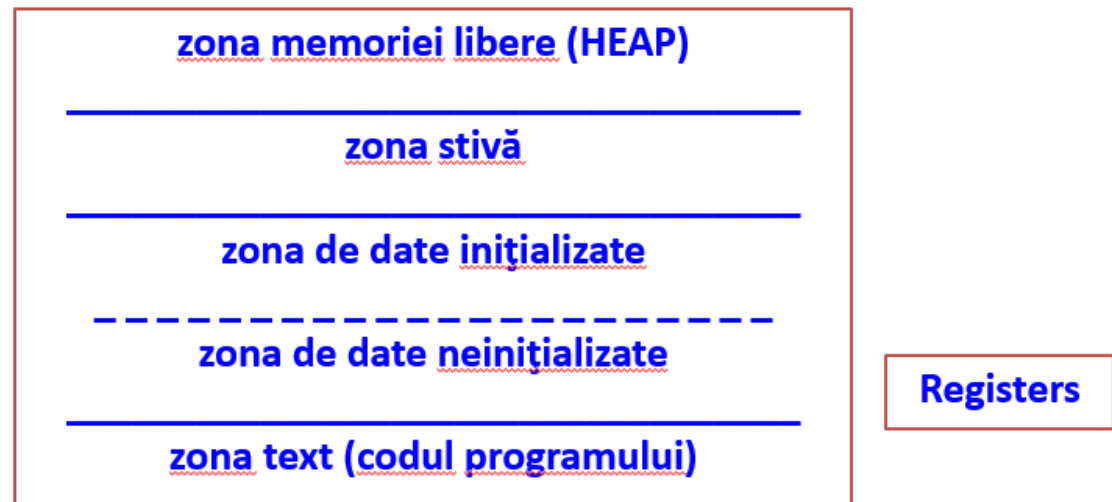 zona memoriei libere (HEAP)
zona stivă
zona de date iniţializate
zona de date neiniţializate
Registers
zona text (codul programului)